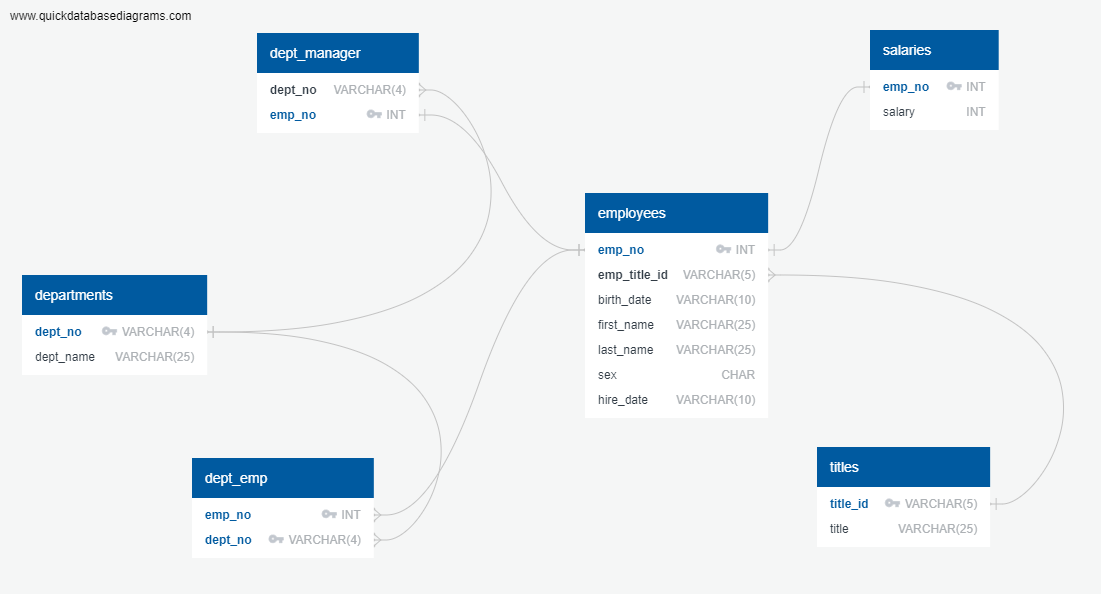 www.quickdatabasediagrams.com
dept_manager
dept_no VARCHAR(4)
emp_no INT
salaries
emp_no INT
salary INT
employees
emp_no INT
emp_title_id VARCHAR(5)
birth_date VARCHAR(10)
first_name VARCHAR(25)
last_name VARCHAR(25)
sex CHAR
hire_date VARCHAR(10)
departments
dept_no VARCHAR(4)
dept_name VARCHAR(25)
dept_emp
emp_no INT
dept_no VARCHAR(4)
titles
title_id VARCHAR(5)
title VARCHAR(25)